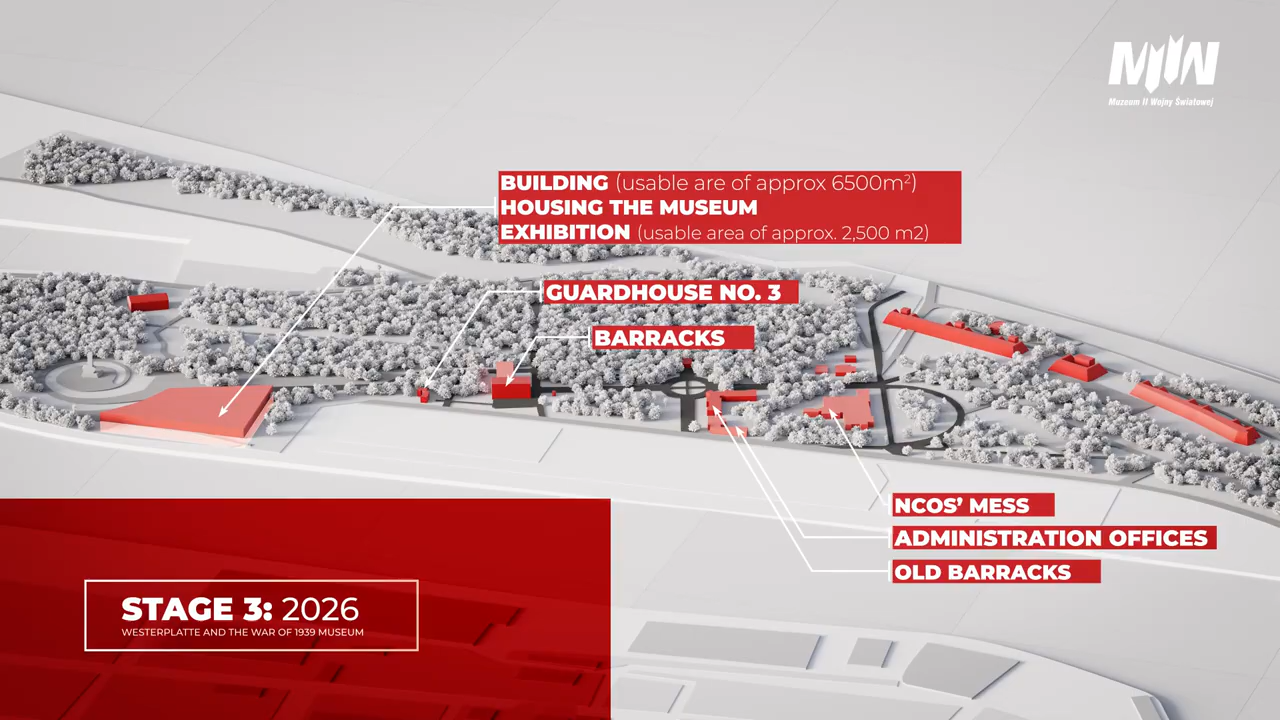 MIIW
Muzeum II Wojny Światowej
BUILDING (usable are of approx 6500m²)
HOUSING THE MUSEUM
EXHIBITION (usable area of approx. 2,500 m2)
GUARDHOUSE NO. 3
BARRACKS
NCOS’ MESS
ADMINISTRATION OFFICES
OLD BARRACKS
STAGE 3: 2026
WESTERPLATTE AND THE WAR OF 1939 MUSEUM